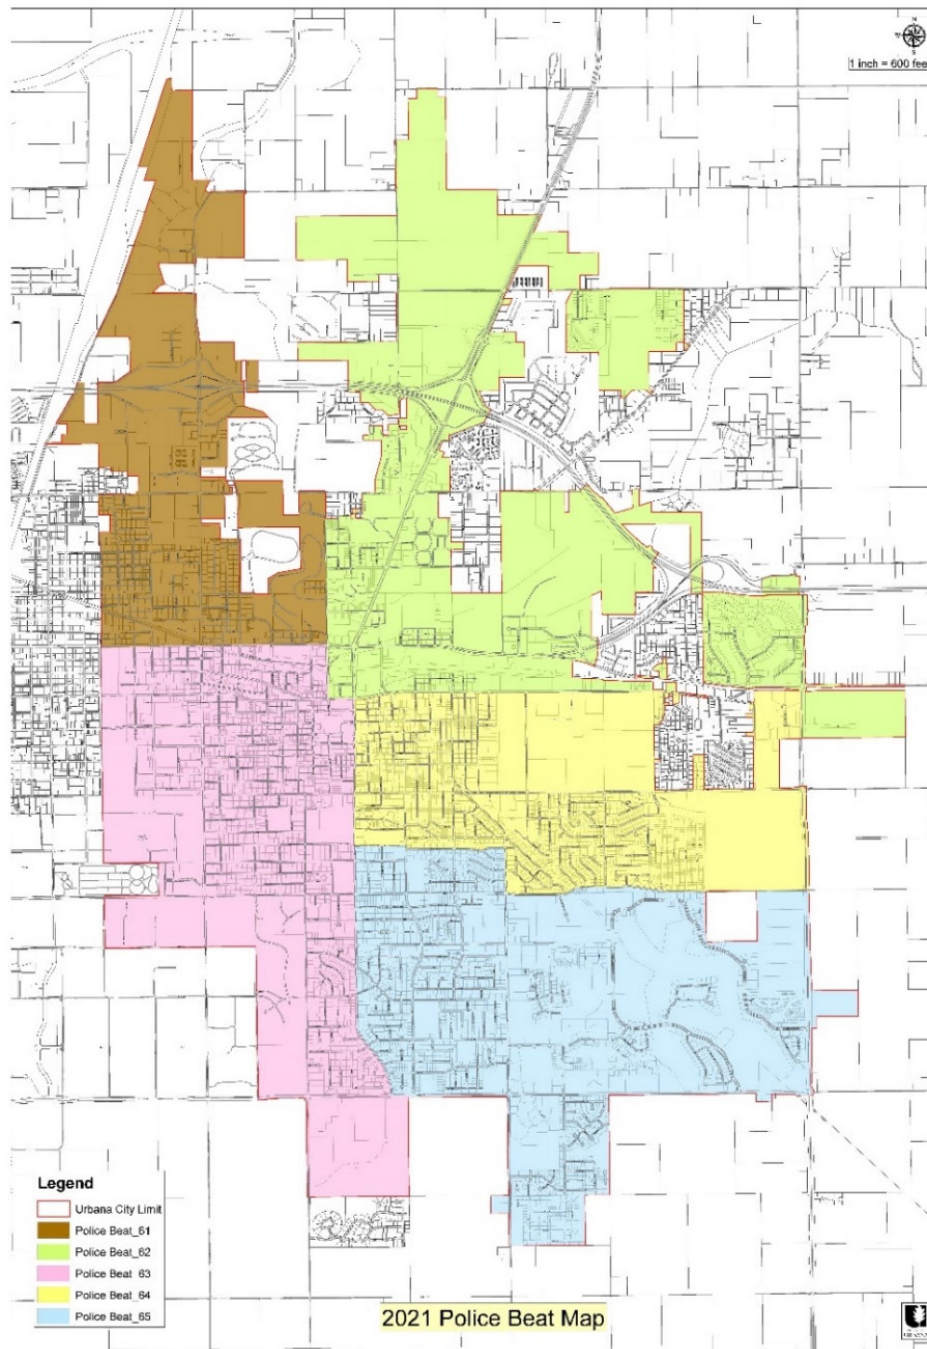 N
S
1 inch = 600 feet
Legend
Urbana City Limit
Police Beat_61
Police Beat_62
Police Beat_63
Police Beat_64
Police Beat_65
2021 Police Beat Map